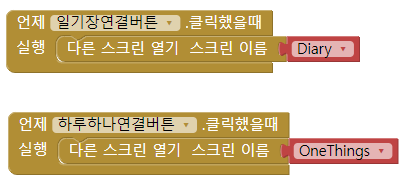 언제 일기장연결버튼 .클릭했을때
실행 다른 스크린 열기 스크린 이름 Diary
언제 하루하나연결버튼 .클릭했을때
실행 다른 스크린 열기 스크린 이름 OneThings